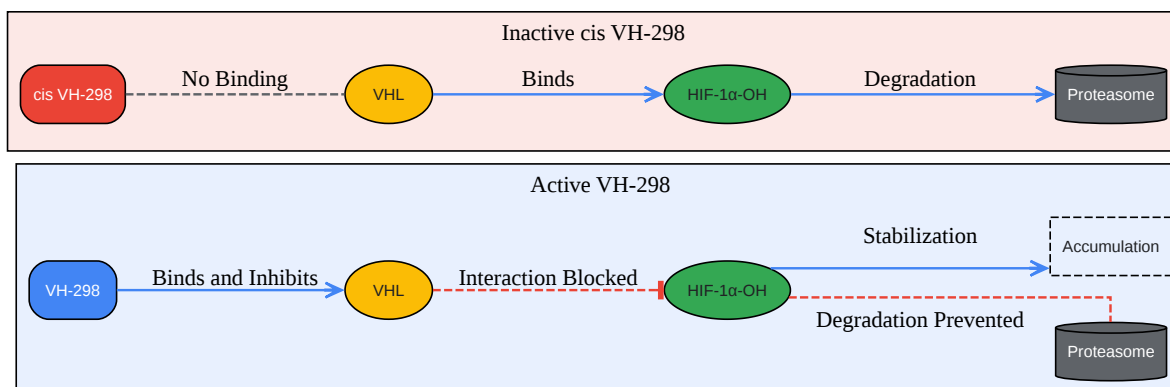 Inactive cis VH-298
cis VH-298
No Binding
VHL
Binds
HIF-1α-OH
Degradation
Proteasome
Active VH-298
VH-298
Binds and Inhibits
VHL
Interaction Blocked
HIF-1α-OH
Stabilization
Accumulation
Degradation Prevented
Proteasome